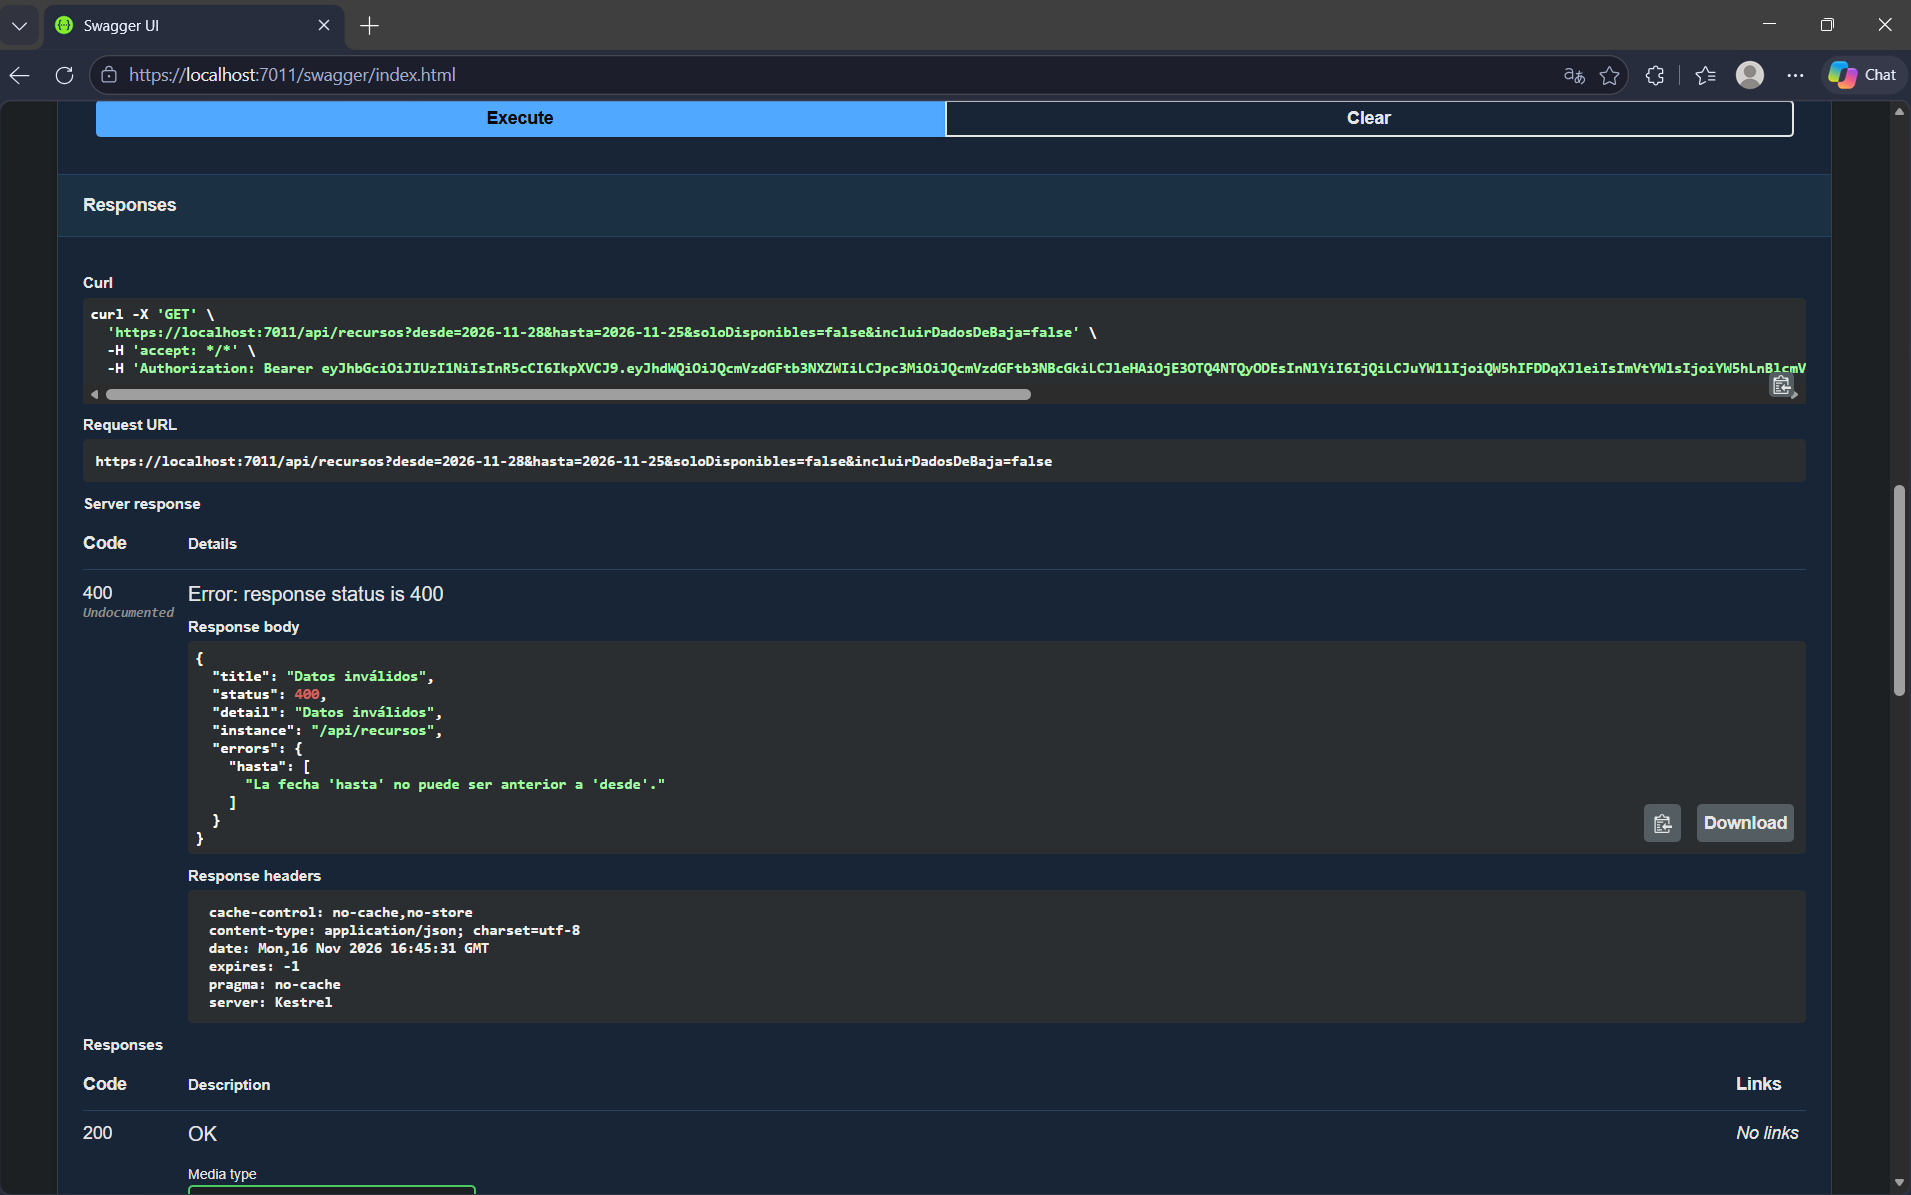 Swagger UI
https://localhost:7011/swagger/index.html
Chat
Execute
Clear
Responses
Curl
curl -X 'GET' \
'https://localhost:7011/api/recursos?desde=2026-11-28&hasta=2026-11-25&soloDisponibles=false&incluirDadosDeBaja=false' \
-H 'accept: */*' \
-H 'Authorization: Bearer
Request URL
https://localhost:7011/api/recursos?desde=2026-11-28&hasta=2026-11-25&soloDisponibles=false&incluirDadosDeBaja=false
Server response
Code Details
400 Error: response status is 400
Undocumented
Response body
{
"title": "Datos inválidos",
"status": 400,
"detail": "Datos inválidos",
"instance": "/api/recursos",
"errors": {
"hasta": [
"La fecha 'hasta' no puede ser anterior a 'desde'."
]
}
}
Download
Response headers
cache-control: no-cache,no-store
content-type: application/json; charset=utf-8
date: Mon,16 Nov 2026 16:45:31 GMT
expires: -1
pragma: no-cache
server: Kestrel
Responses
Code Description Links
200 OK No links
Media type